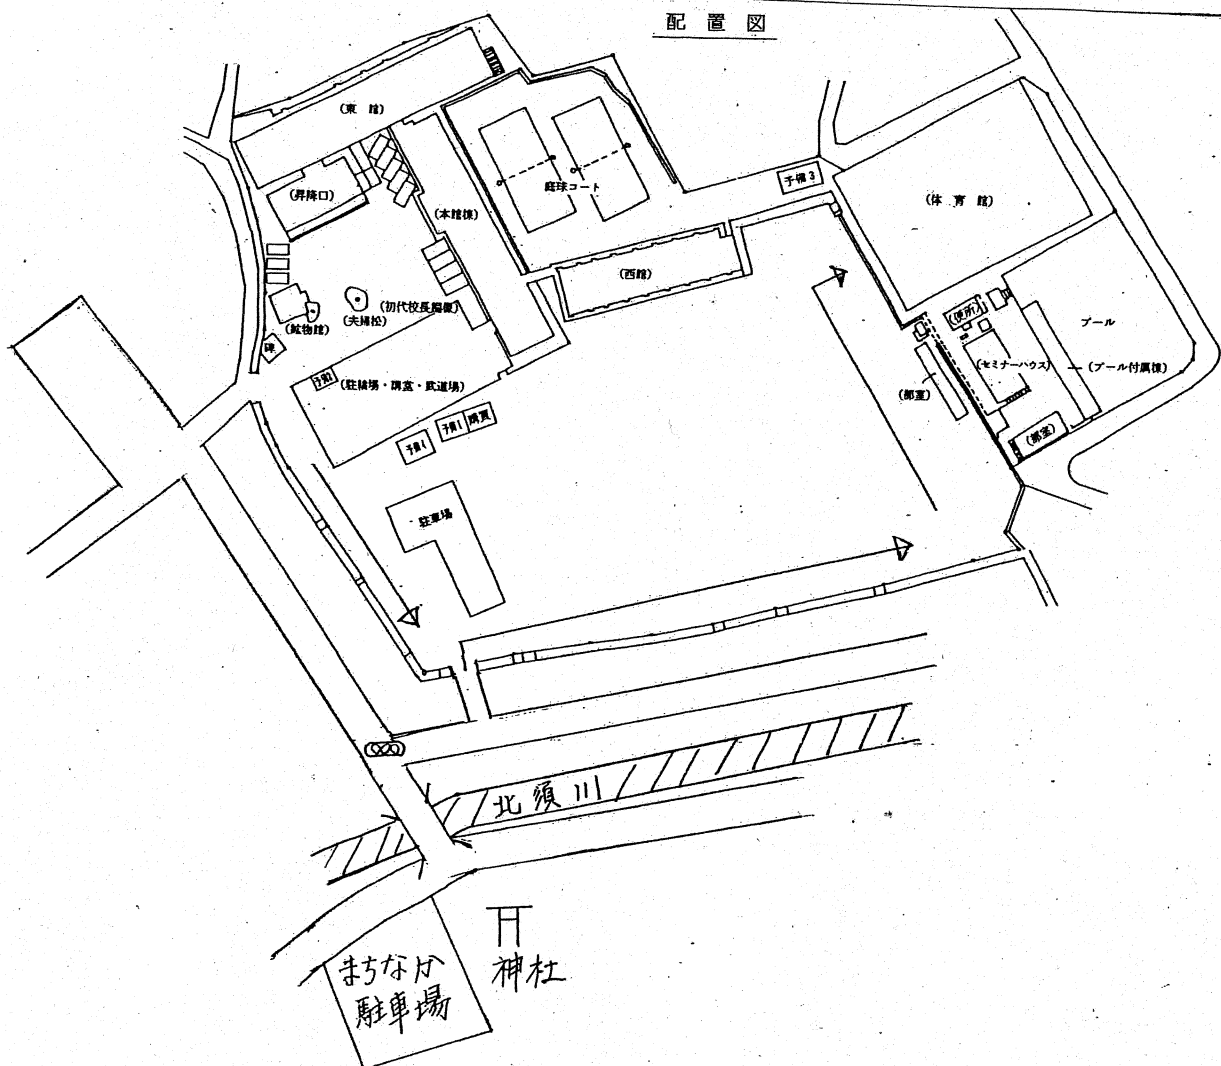 配置図
(東館)
(昇降口)
(本館棟)
庭球コート
予備3
(体育館)
(西館)
(初代校長胸像)
(夫婦松)
(鉱物館)
碑
(便所)
プール
(セミナーハウス)
(プール付属棟)
(部室)
(部室)
(駐輪場・講堂・武道場)
予備1
購買
予備4
駐車場
北須川
神社
まちなか
駐車場